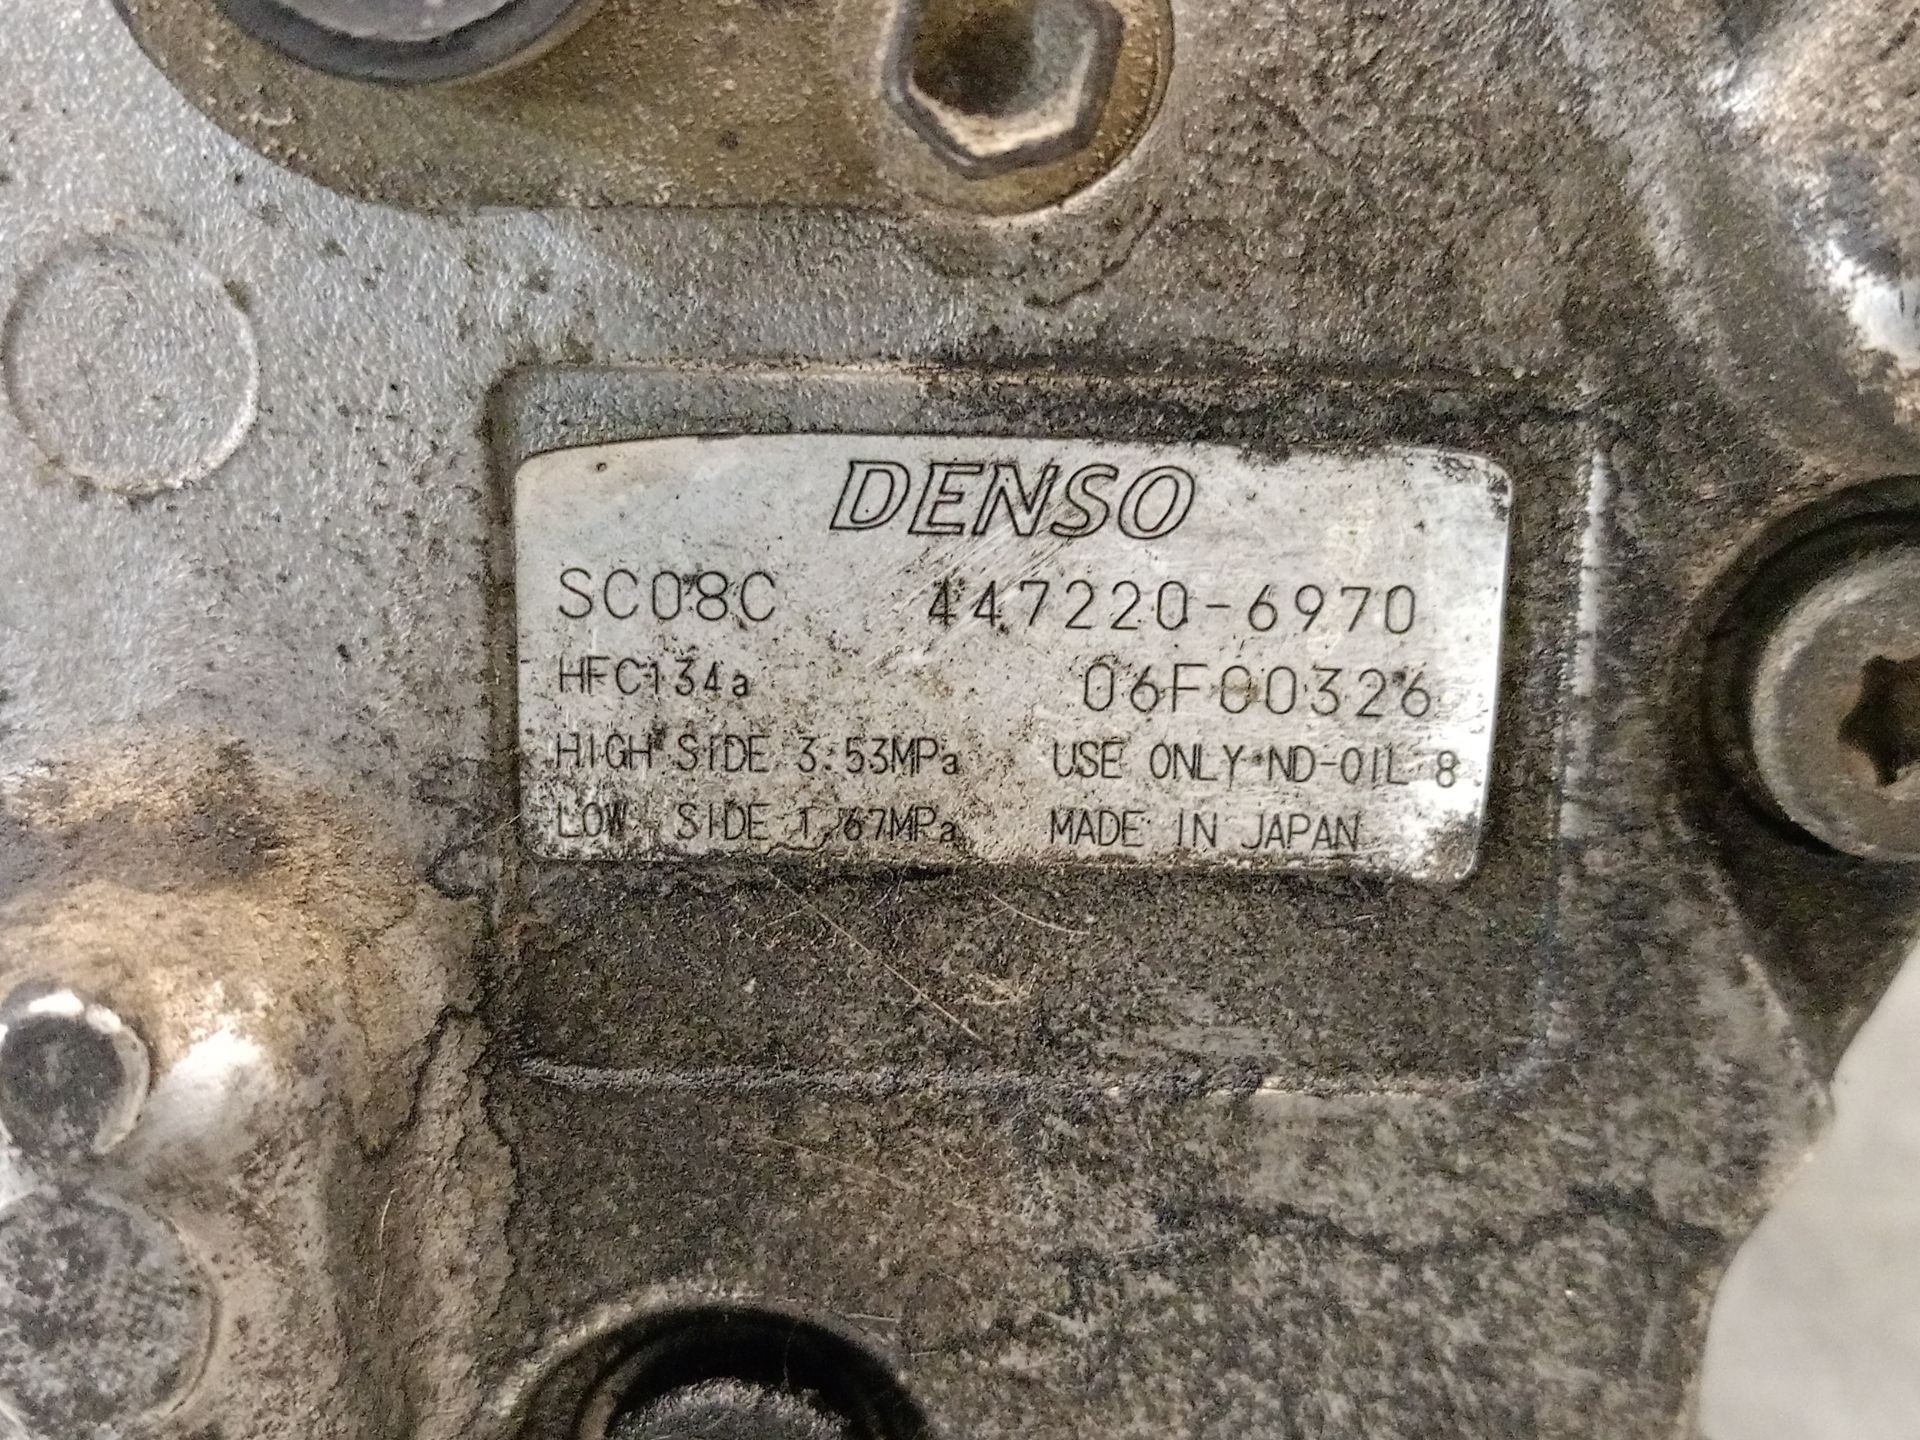 DENSO
SC08C 447220-6970
HFC134a 06F00326
HIGH SIDE 3.53MPa USE ONLY ND-OIL 8
LOW SIDE 1.67MPa MADE IN JAPAN